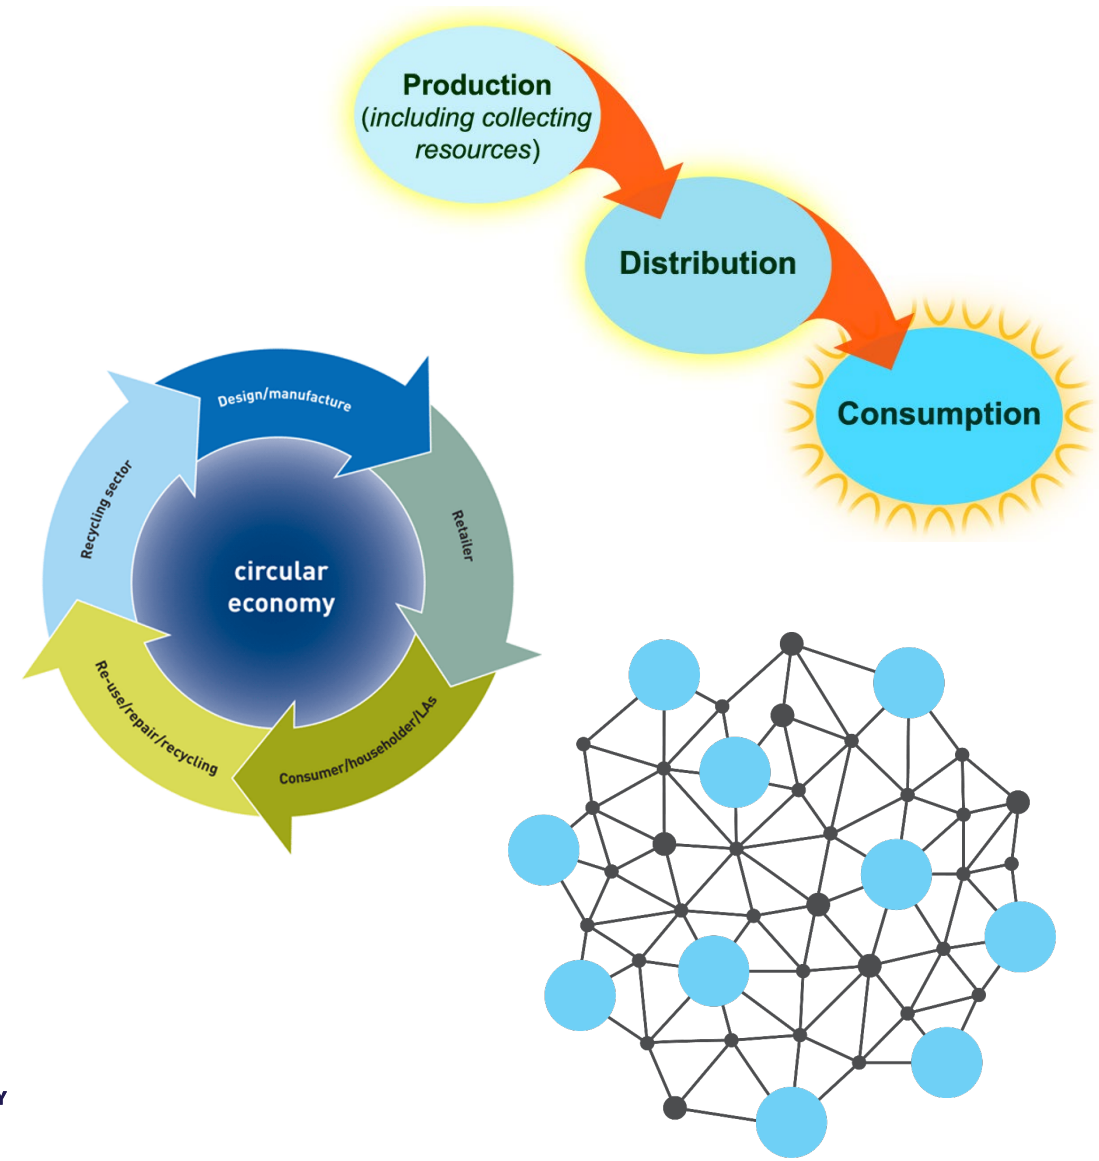 Production
(including collecting
resources)
Distribution
Consumption
Design/manufacture
Retailer
Consumer/householder/LAs
Re-use/repair/recycling
Recycling sector
circular
economy
Y